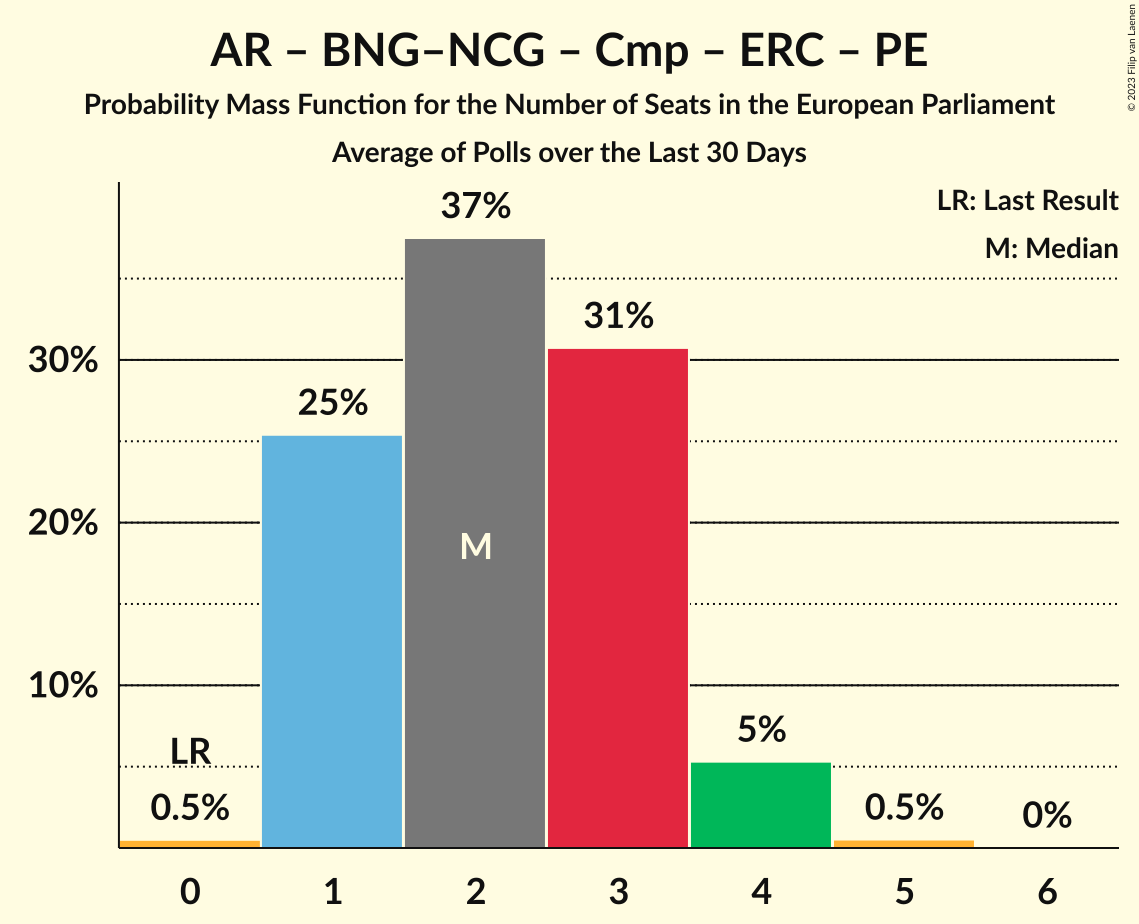 AR – BNG–NCG – Cmp – ERC – PE
Probability Mass Function for the Number of Seats in the European Parliament
Average of Polls over the Last 30 Days
© 2023 Filip van Laenen
LR: Last Result
M: Median
37%
31%
30%
25%
20%
M
10%
5%
LR
0.5%
0.5%
0%
0 1 2 3 4 5 6